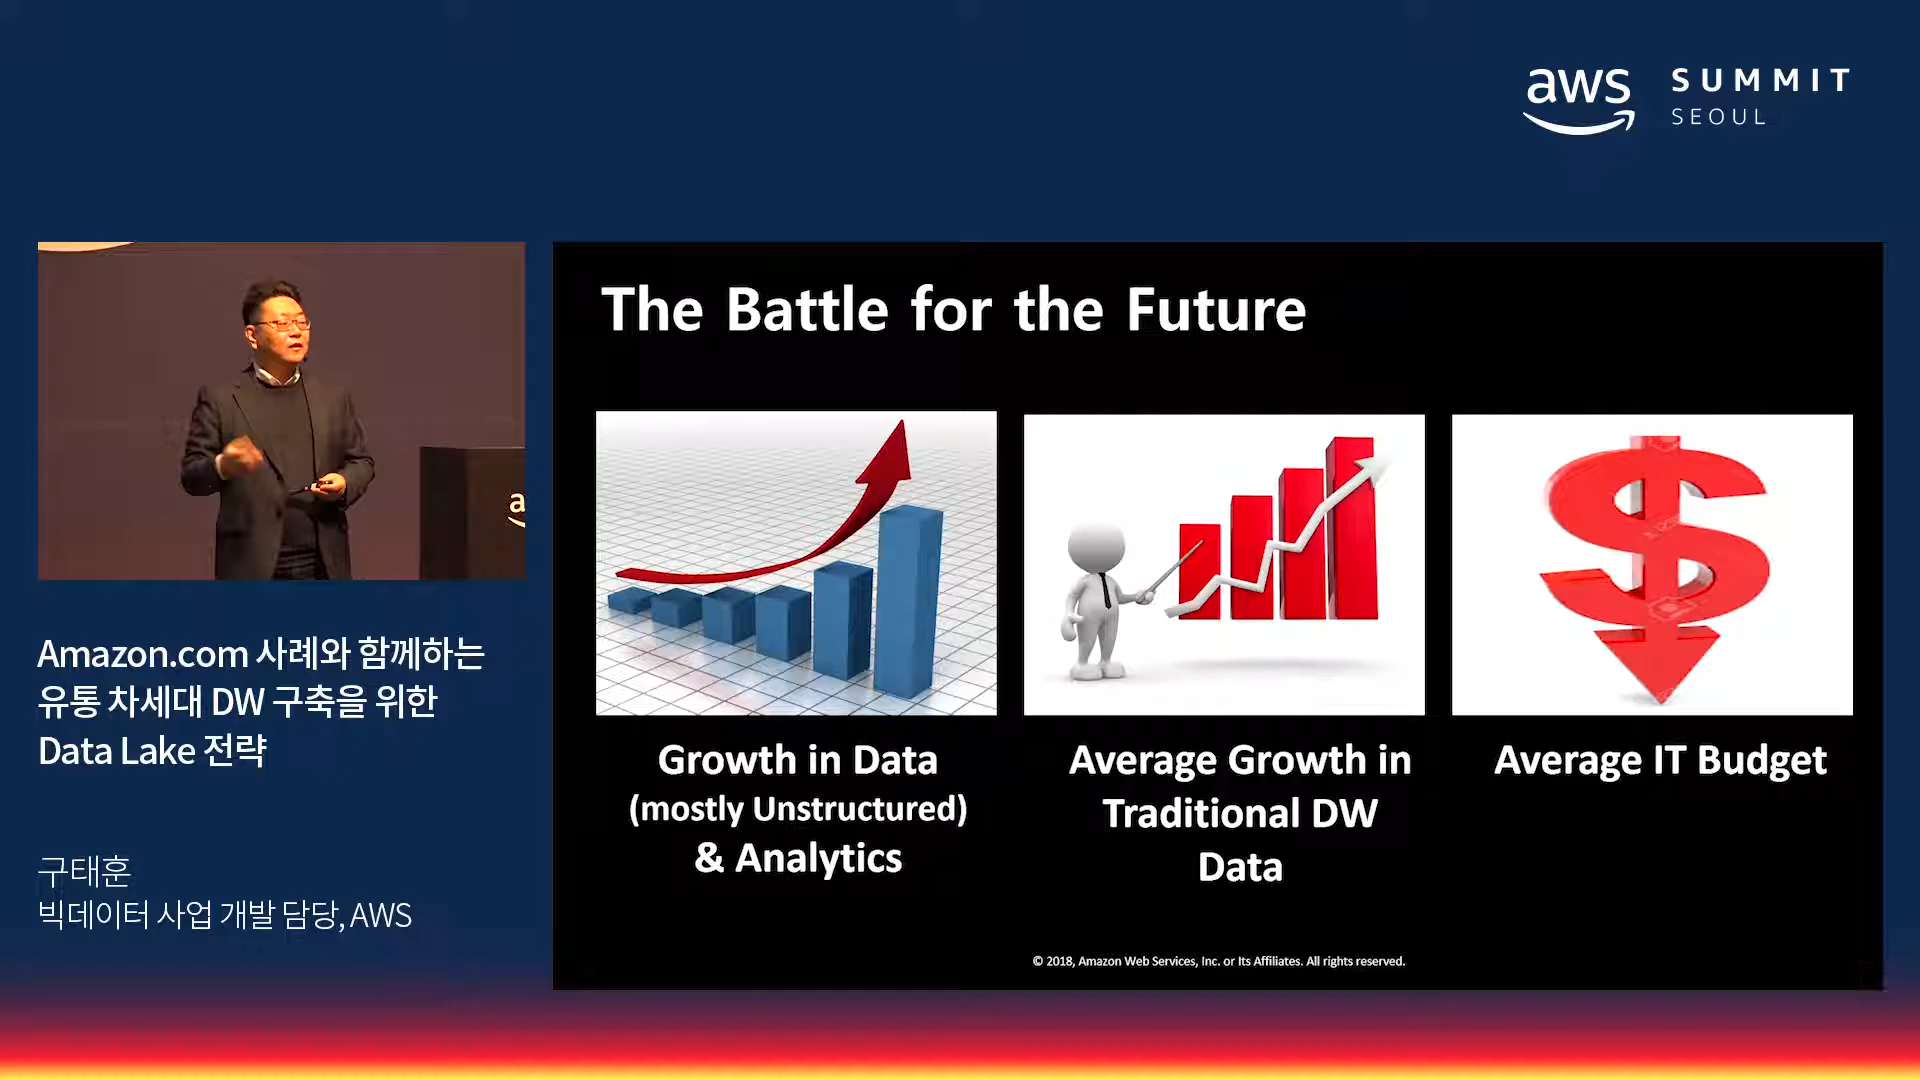 aws SUMMIT
SEOUL
The Battle for the Future
Growth in Data
(mostly Unstructured)
& Analytics
Average Growth in
Traditional DW
Data
Average IT Budget
© 2018, Amazon Web Services, Inc. or Its Affiliates. All rights reserved.
Amazon.com 사례와 함께하는
유통 차세대 DW 구축을 위한
Data Lake 전략
구태훈
빅데이터 사업 개발 담당, AWS